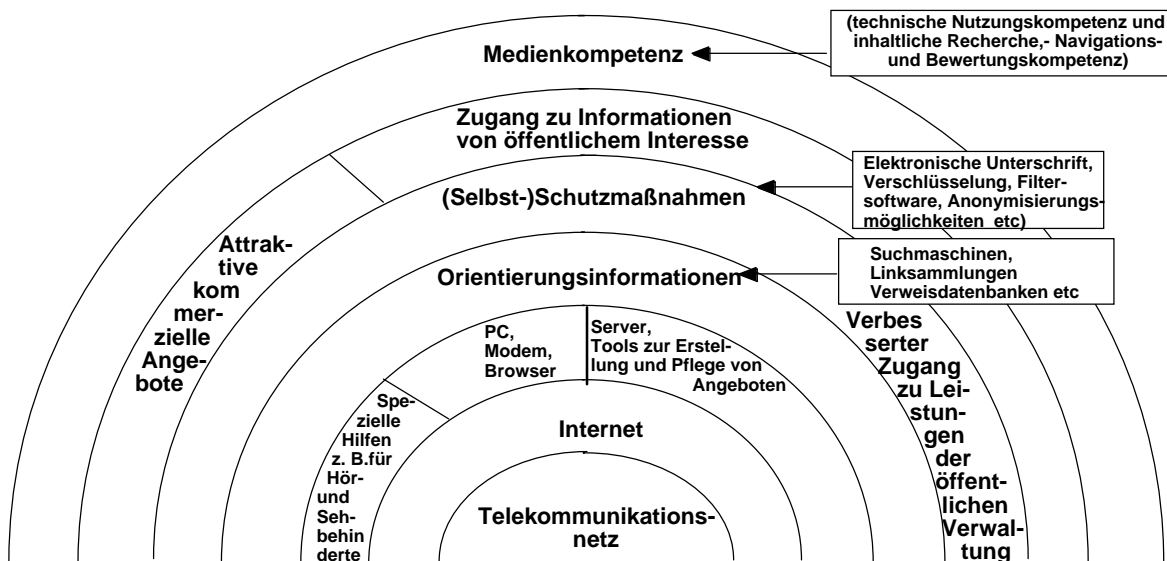 (technische Nutzungskompetenz und
inhaltliche Recherche,- Navigations-
und Bewertungskompetenz)
Medienkompetenz
Zugang zu Informationen
von öffentlichem Interesse
Elektronische Unterschrift,
Verschlüsselung, Filter-
software, Anonymisierungs-
möglichkeiten etc)
(Selbst-)Schutzmaßnahmen
Attrak-
tive
kom
mer-
zielle
Ange-
bote
Suchmaschinen,
Linksammlungen
Verweisdatenbanken etc
Orientierungsinformationen
Verbes
serter
Zugang
zu Lei-
stun-
gen
der
öffent-
lichen
Verwal-
tung
PC,
Modem,
Browser
Server,
Tools zur Erstel-
lung und Pflege von
Angeboten
Spe-
zielle
Hilfen
z. B.für
Hör-
und
Seh-
behin
derte
Internet
Telekommunikations-
netz